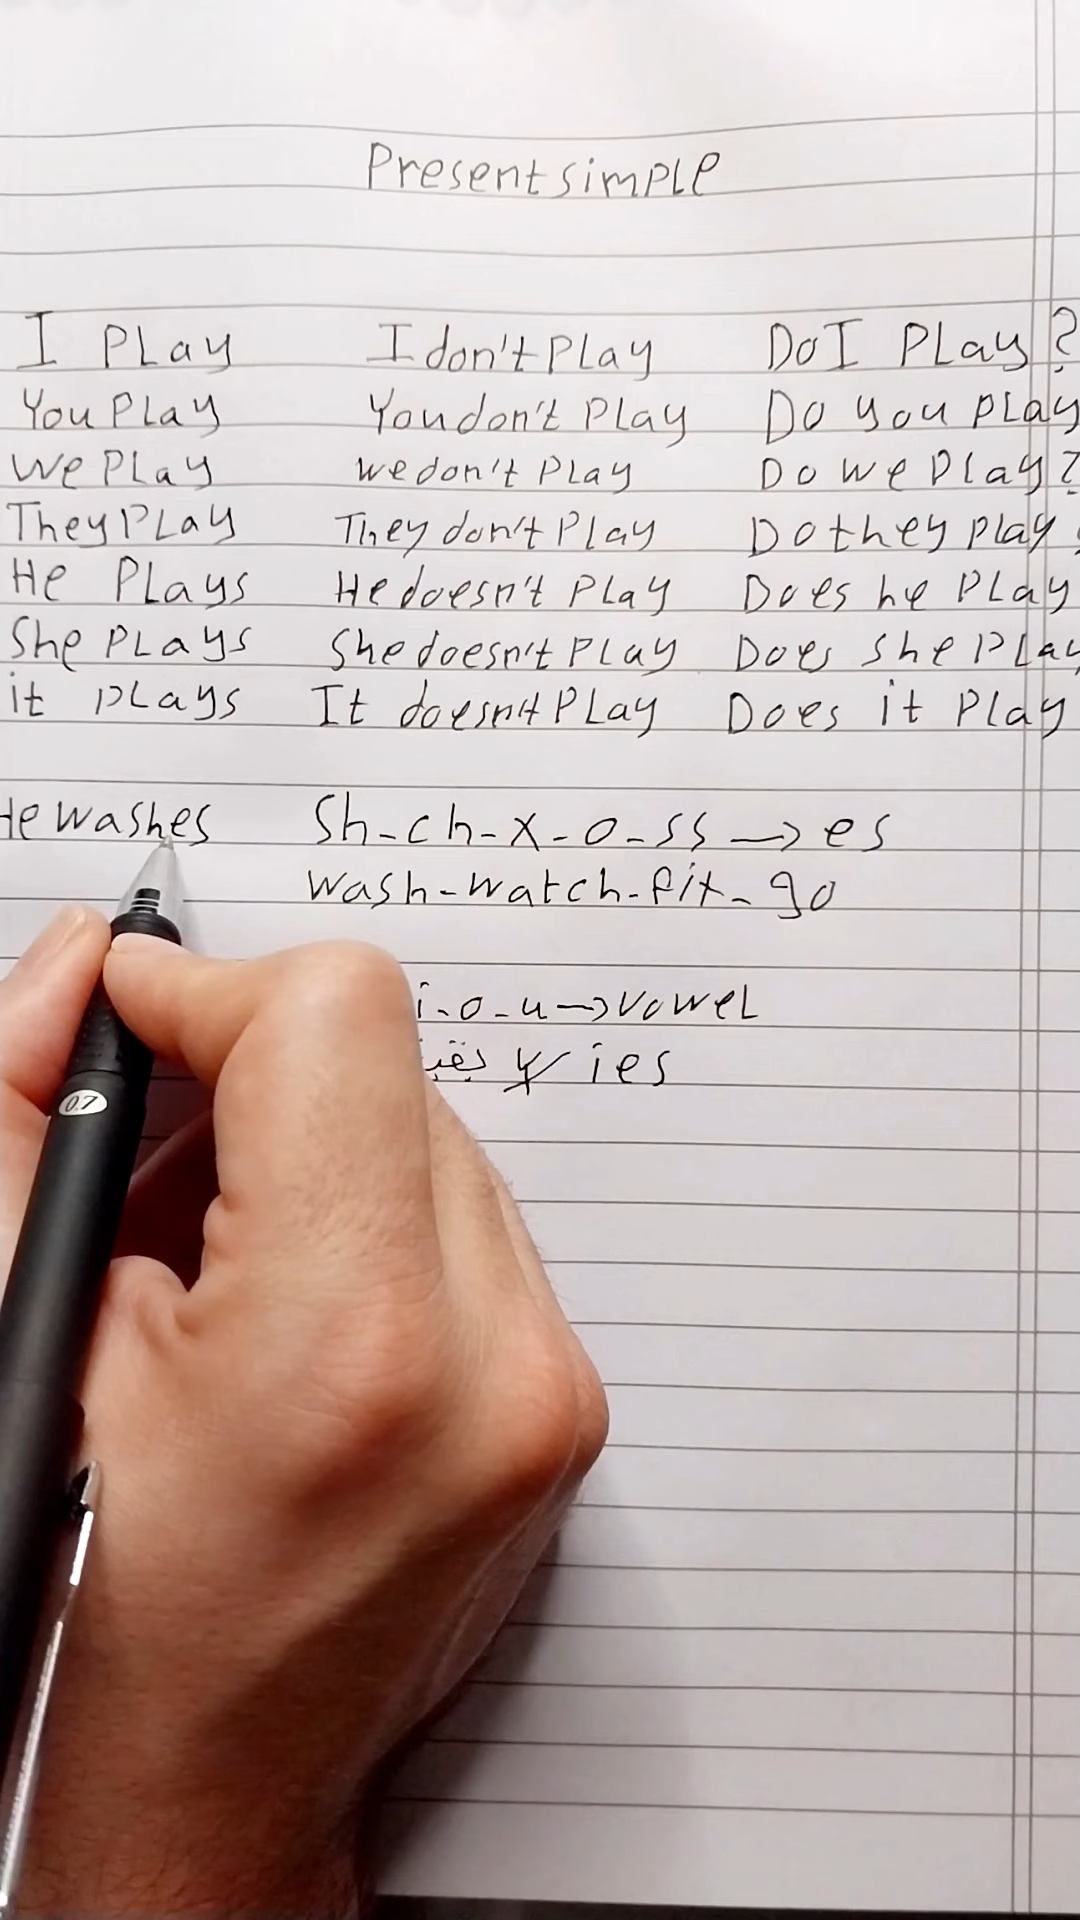 Present simple
I Play I don't Play Do I Play?
You Play You don't Play Do you play
We Play we don't Play Do we Play?
They Play They don't Play Do they play
He Plays He doesn't Play Does he Play
She Plays She doesn't Play Does she Play
it plays It doesn't Play Does it Play
He washes sh-ch-x-o-ss → es
wash-watch-fix-go
i-o-u → vowel
y ies
0.7